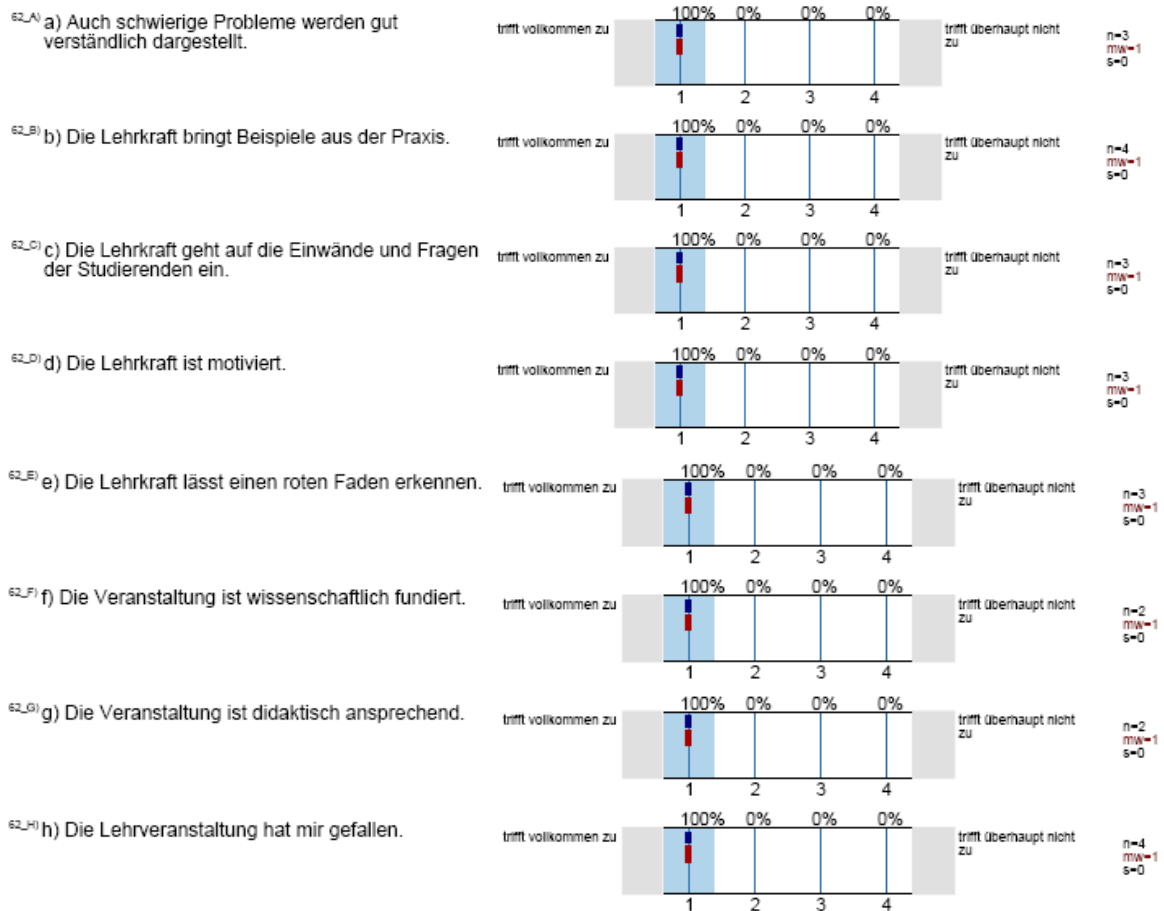 62_A) a) Auch schwierige Probleme werden gut
verständlich dargestellt.
trifft vollkommen zu
100% 0% 0% 0%
1 2 3 4
trifft überhaupt nicht
zu
n=3
mw=1
s=0
62_B) b) Die Lehrkraft bringt Beispiele aus der Praxis.
trifft vollkommen zu
100% 0% 0% 0%
1 2 3 4
trifft überhaupt nicht
zu
n=4
mw=1
s=0
62_C) c) Die Lehrkraft geht auf die Einwände und Fragen
der Studierenden ein.
trifft vollkommen zu
100% 0% 0% 0%
1 2 3 4
trifft überhaupt nicht
zu
n=3
mw=1
s=0
62_D) d) Die Lehrkraft ist motiviert.
trifft vollkommen zu
100% 0% 0% 0%
1 2 3 4
trifft überhaupt nicht
zu
n=3
mw=1
s=0
62_E) e) Die Lehrkraft lässt einen roten Faden erkennen.
trifft vollkommen zu
100% 0% 0% 0%
1 2 3 4
trifft überhaupt nicht
zu
n=3
mw=1
s=0
62_F) f) Die Veranstaltung ist wissenschaftlich fundiert.
trifft vollkommen zu
100% 0% 0% 0%
1 2 3 4
trifft überhaupt nicht
zu
n=2
mw=1
s=0
62_G) g) Die Veranstaltung ist didaktisch ansprechend.
trifft vollkommen zu
100% 0% 0% 0%
1 2 3 4
trifft überhaupt nicht
zu
n=2
mw=1
s=0
62_H) h) Die Lehrveranstaltung hat mir gefallen.
trifft vollkommen zu
100% 0% 0% 0%
1 2 3 4
trifft überhaupt nicht
zu
n=4
mw=1
s=0